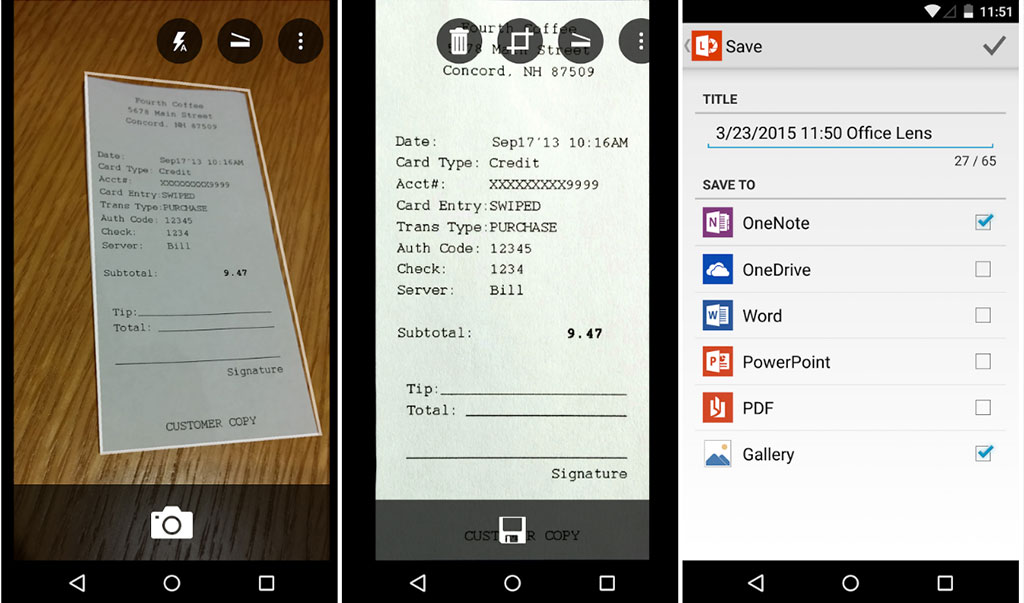 Fourth Coffee
5678 Main Street
Concord, NH 87509
Date: Sep17'13 10:16AM
Card Type: Credit
Acct#: XXXXXXXXX9999
Card Entry:SWIPED
Trans Type:PURCHASE
Auth Code: 12345
Check: 1234
Server: Bill
Subtotal: 9.47
Tip:
Total:
Signature
CUSTOMER COPY
Fourth Coffee
5678 Main Street
Concord, NH 87509
Date: Sep17'13 10:16AM
Card Type: Credit
Acct#: XXXXXXXXX9999
Card Entry:SWIPED
Trans Type:PURCHASE
Auth Code: 12345
Check: 1234
Server: Bill
Subtotal: 9.47
Tip:
Total:
Signature
CUSTOMER COPY
11:51
Save
TITLE
3/23/2015 11:50 Office Lens
27 / 65
SAVE TO
OneNote
OneDrive
Word
PowerPoint
PDF
Gallery